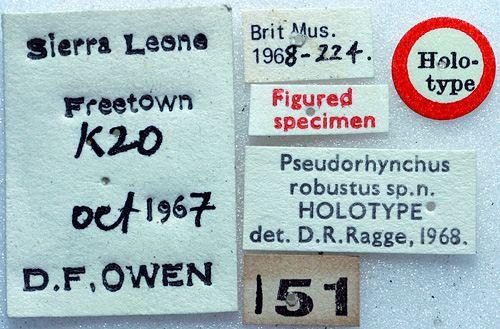 Sierra Leone
Freetown
K20
oct 1967
D.F. OWEN
Brit Mus.
1968-224.
Holo-
type
Figured
specimen
Pseudorhynchus
robustus sp.n.
HOLOTYPE
det. D.R.Ragge, 1968.
151